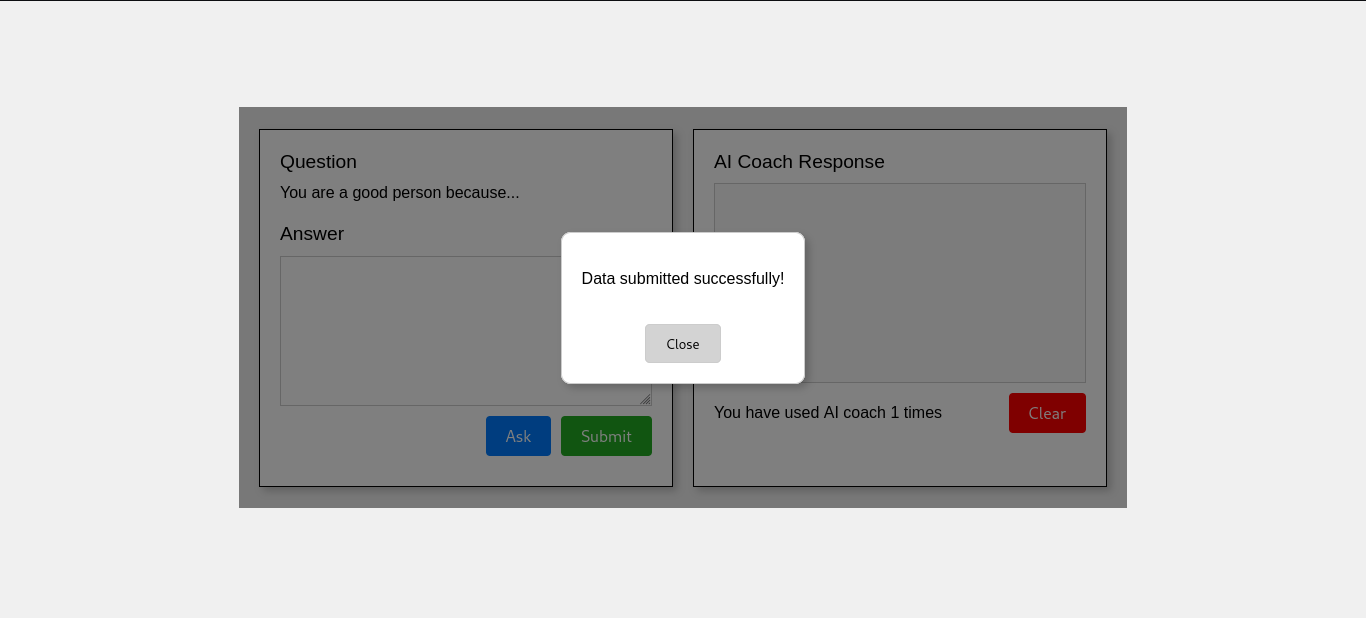 Question
You are a good person because...
Answer
Ask
Submit
AI Coach Response
You have used AI coach 1 times
Clear
Data submitted successfully!
Close